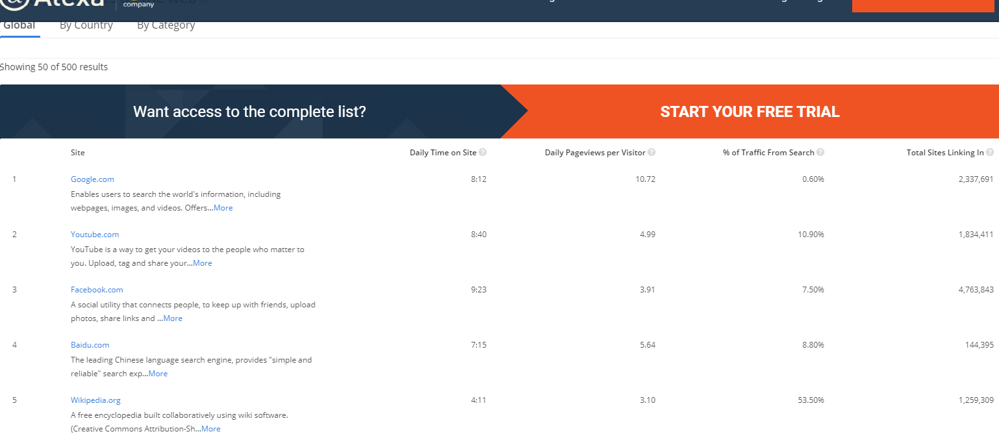 Alexa
company
Global By Country By Category
Showing 50 of 500 results
Want access to the complete list? START YOUR FREE TRIAL
Site Daily Time on Site Daily Pageviews per Visitor % of Traffic From Search Total Sites Linking In
1 Google.com 8:12 10.72 0.60% 2,337,691
Enables users to search the world's information, including
webpages, images, and videos. Offers...More
2 Youtube.com 8:40 4.99 10.90% 1,834,411
YouTube is a way to get your videos to the people who matter to
you. Upload, tag and share your...More
3 Facebook.com 9:23 3.91 7.50% 4,763,843
A social utility that connects people, to keep up with friends, upload
photos, share links and ...More
4 Baidu.com 7:15 5.64 8.80% 144,395
The leading Chinese language search engine, provides "simple and
reliable" search exp...More
5 Wikipedia.org 4:11 3.10 53.50% 1,259,309
A free encyclopedia built collaboratively using wiki software.
(Creative Commons Attribution-Sh...More